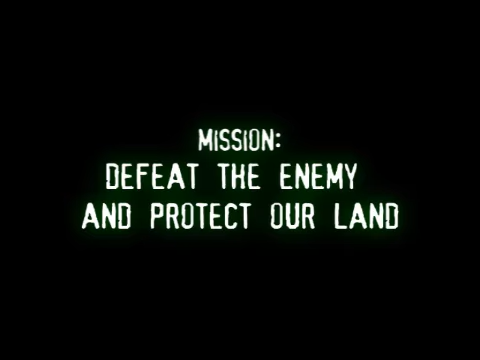 MISSION:
DEFEAT THE ENEMY
AND PROTECT OUR LAND